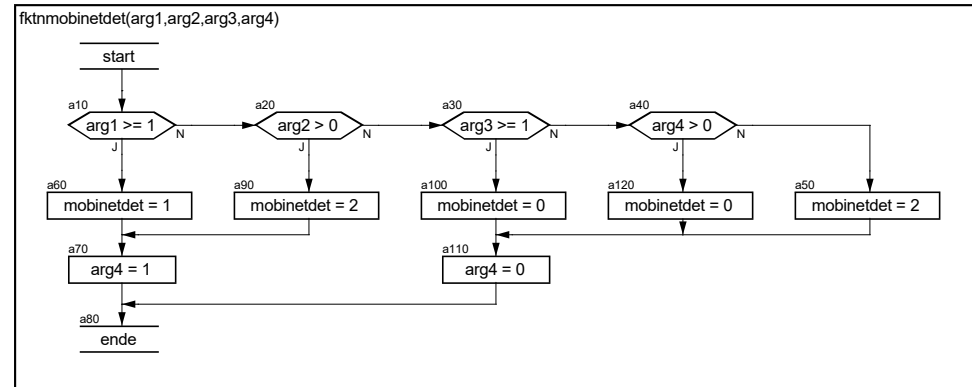 fktnmobinetdet(arg1,arg2,arg3,arg4)
start
a10
a20
a30
a40
arg1 >= 1
N
arg2 > 0
N
arg3 >= 1
N
arg4 > 0
N
J
J
J
J
a60
a90
a100
a120
a50
mobinetdet = 1
mobinetdet = 2
mobinetdet = 0
mobinetdet = 0
mobinetdet = 2
a70
a110
arg4 = 1
arg4 = 0
a80
ende